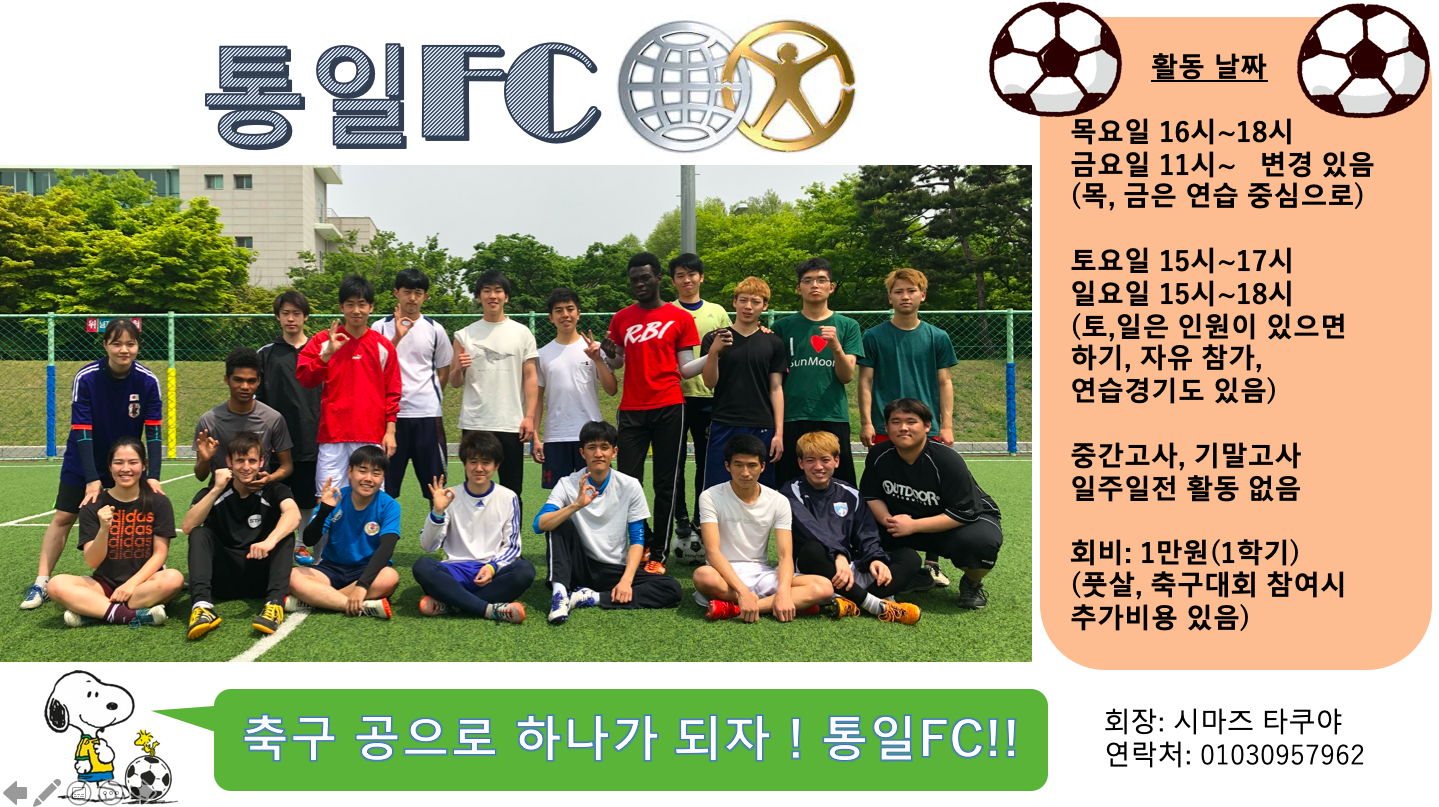 통일FC
활동 날짜
목요일 16시~18시
금요일 11시~ 변경 있음
(목, 금은 연습 중심으로)
토요일 15시~17시
일요일 15시~18시
(토,일은 인원이 있으면
하기, 자유 참가,
연습경기도 있음)
중간고사, 기말고사
일주일전 활동 없음
회비: 1만원(1학기)
(풋살, 축구대회 참여시
추가비용 있음)
R.B.I
I
SunMoon
OUTDOOR
adidas
adidas
adidas
adidas
축구 공으로 하나가 되자 ! 통일FC!!
회장: 시마즈 타쿠야
연락처: 01030957962